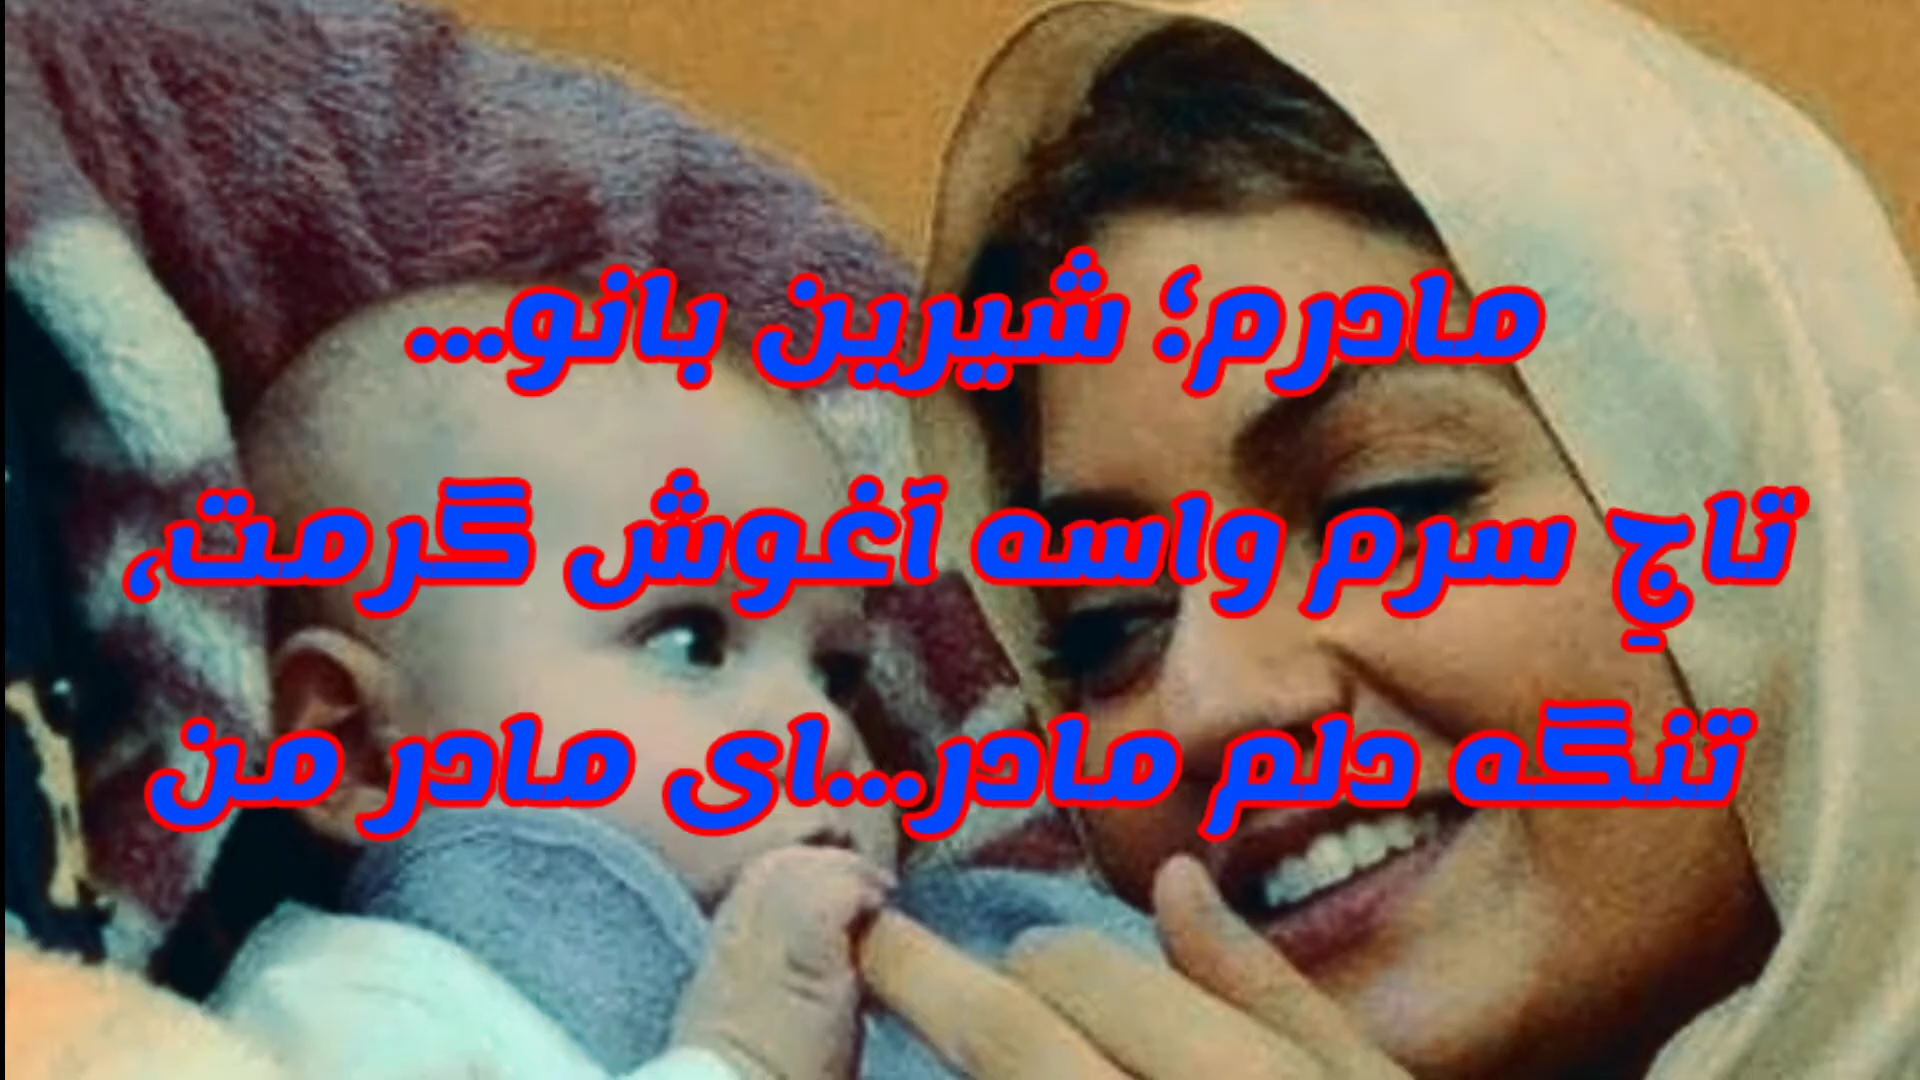 مادرم؛ شیرین بانو...
تاجِ سرم واسه آغوش گرمت,
تنگه دلم مادر...ای مادر من